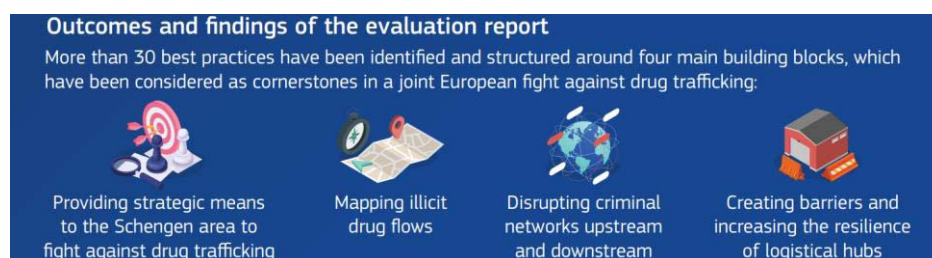 Outcomes and findings of the evaluation report
More than 30 best practices have been identified and structured around four main building blocks, which
have been considered as cornerstones in a joint European fight against drug trafficking:
Providing strategic means
to the Schengen area to
fight against drug trafficking
Mapping illicit
drug flows
Disrupting criminal
networks upstream
and downstream
Creating barriers and
increasing the resilience
of logistical hubs